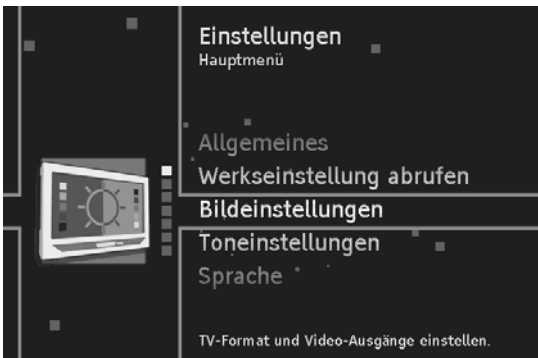 Einstellungen
Hauptmenü
Allgemeines
Werkseinstellung abrufen
Bildeinstellungen
Toneinstellungen
Sprache
TV-Format und Video-Ausgänge einstellen.